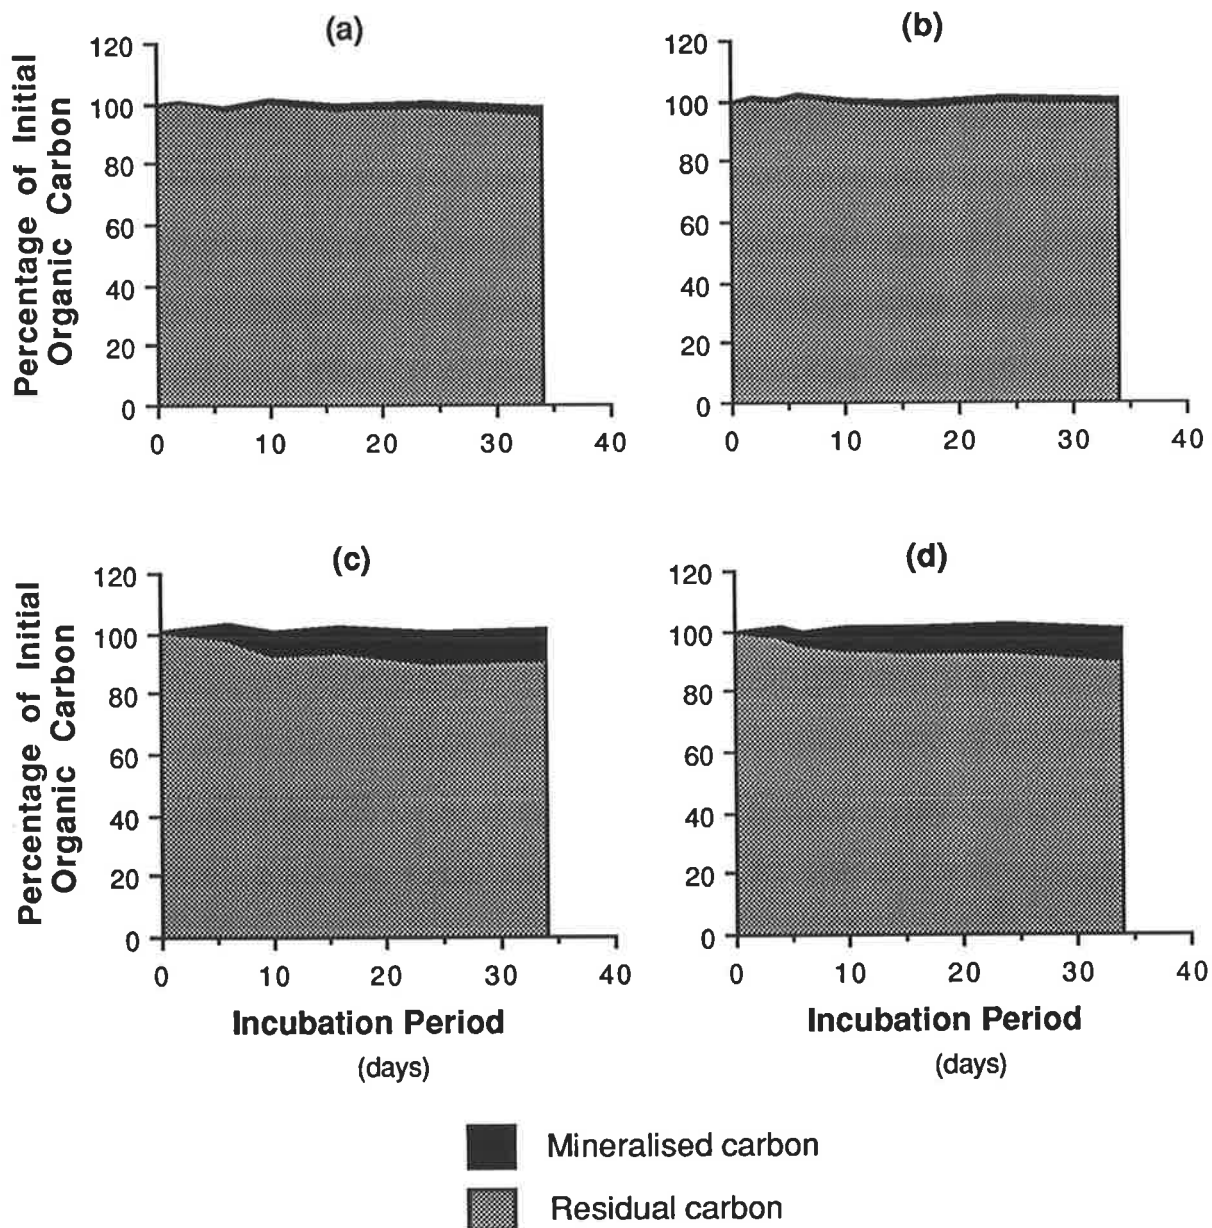 (a)
(b)
Percentage of Initial
Organic Carbon
120
100
80
60
40
20
0
0 10 20 30 40
120
100
80
60
40
20
0
0 10 20 30 40
(c)
(d)
Percentage of Initial
Organic Carbon
120
100
80
60
40
20
0
0 10 20 30 40
Incubation Period
(days)
120
100
80
60
40
20
0
0 10 20 30 40
Incubation Period
(days)
Mineralised carbon
Residual carbon